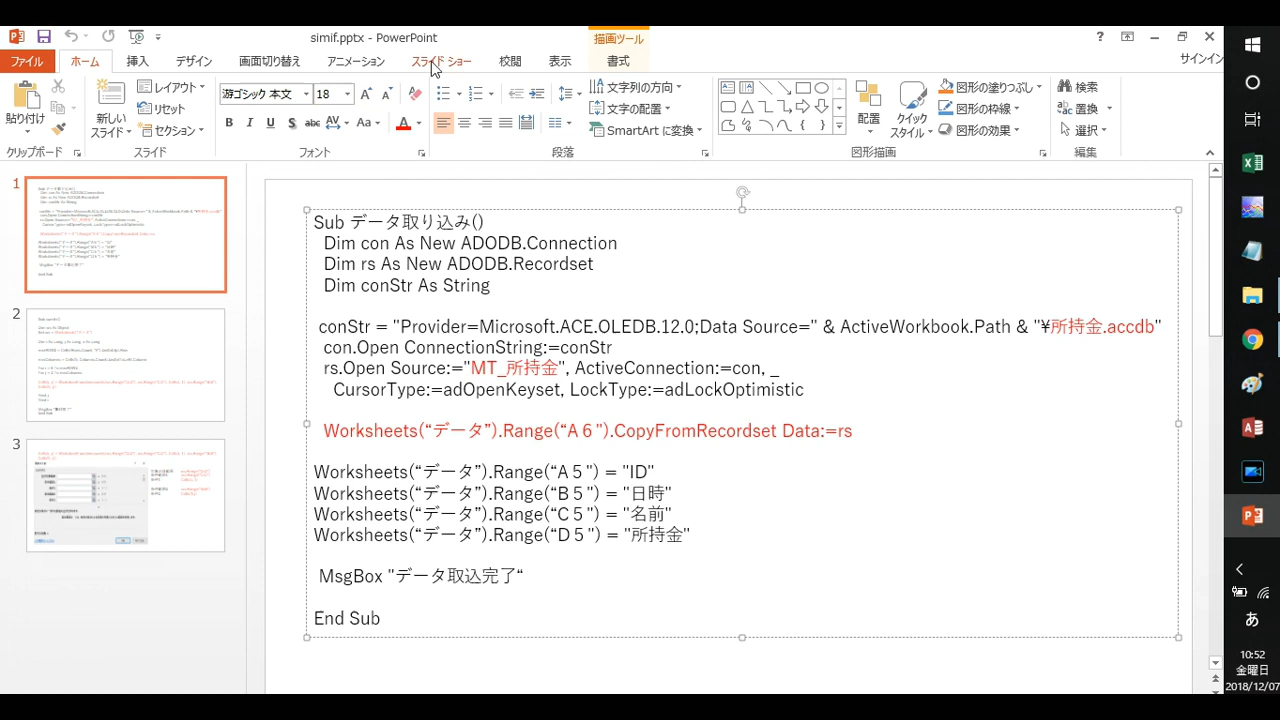 simif.pptx - PowerPoint
描画ツール
サインイン
ファイル
ホーム
挿入
デザイン
画面切り替え
アニメーション
スライド ショー
校閲
表示
書式
貼り付け
新しい
スライド
レイアウト
リセット
セクション
游ゴシック 本文
18
文字列の方向
文字の配置
SmartArt に変換
配置
クイック
スタイル
図形の塗りつぶし
図形の枠線
図形の効果
検索
置換
選択
クリップボード
スライド
フォント
段落
図形描画
編集
1
2
3
Sub データ取り込み()
Dim con As New ADODB.Connection
Dim rs As New ADODB.Recordset
Dim conStr As String
conStr = "Provider=Microsoft.ACE.OLEDB.12.0;Data Source=" & ActiveWorkbook.Path & "¥所持金.accdb"
con.Open ConnectionString:=conStr
rs.Open Source:="MT_所持金", ActiveConnection:=con, _
CursorType:=adOpenKeyset, LockType:=adLockOptimistic
Worksheets(“データ”).Range(“A６”).CopyFromRecordset Data:=rs
Worksheets(“データ”).Range(“A５”) = "ID"
Worksheets(“データ”).Range(“B５”) = "日時"
Worksheets(“データ”).Range(“C５”) = "名前"
Worksheets(“データ”).Range(“D５”) = "所持金"
MsgBox "データ取込完了“
End Sub
あ
10:52
金曜日
2018/12/07